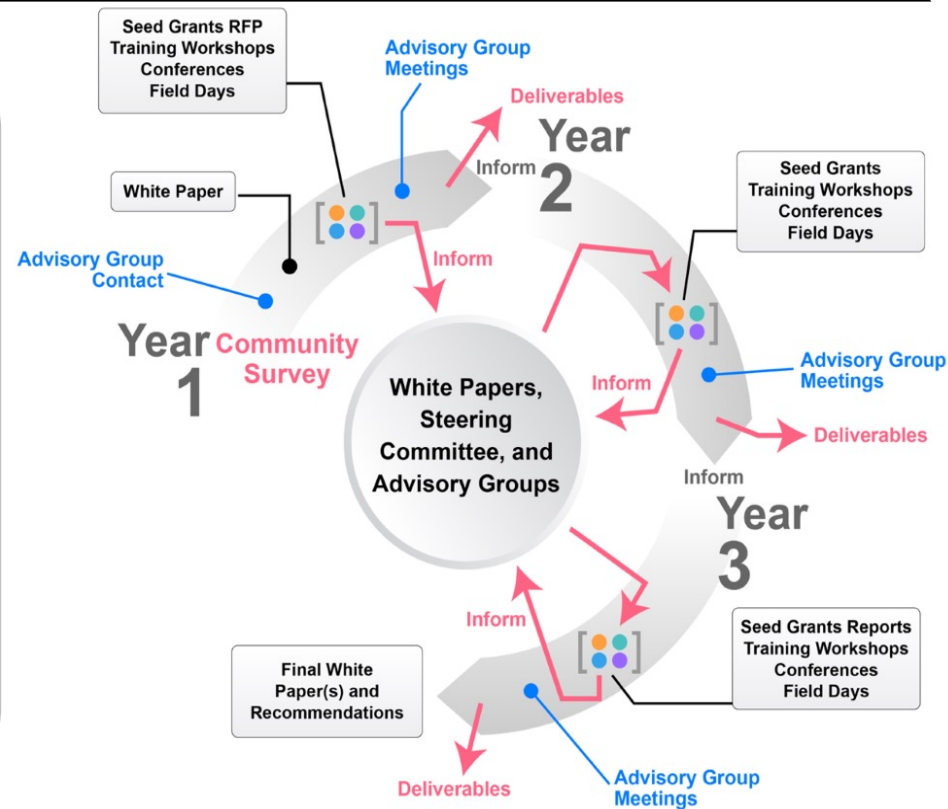 Seed Grants RFP
Training Workshops
Conferences
Field Days
Advisory Group
Meetings
Deliverables
White Paper
Inform
Advisory Group
Contact
Inform
Year
1
Community
Survey
Year
2
Seed Grants
Training Workshops
Conferences
Field Days
Inform
Advisory Group
Meetings
Deliverables
White Papers,
Steering
Committee, and
Advisory Groups
Inform
Year
3
Inform
Seed Grants Reports
Training Workshops
Conferences
Field Days
Final White
Paper(s) and
Recommendations
Deliverables
Advisory Group
Meetings